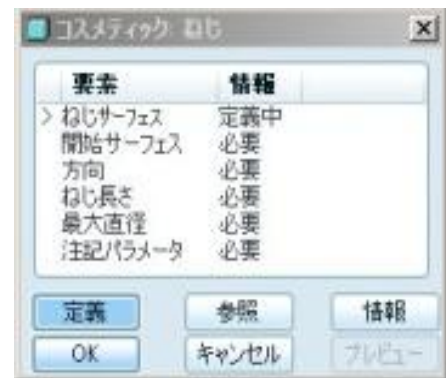 コスメティック: ねじ
要素 情報
> ねじサーフェス 定義中
開始サーフェス 必要
方向 必要
ねじ長さ 必要
最大直径 必要
注記パラメータ 必要
定義 参照 情報
OK キャンセル プレビュー